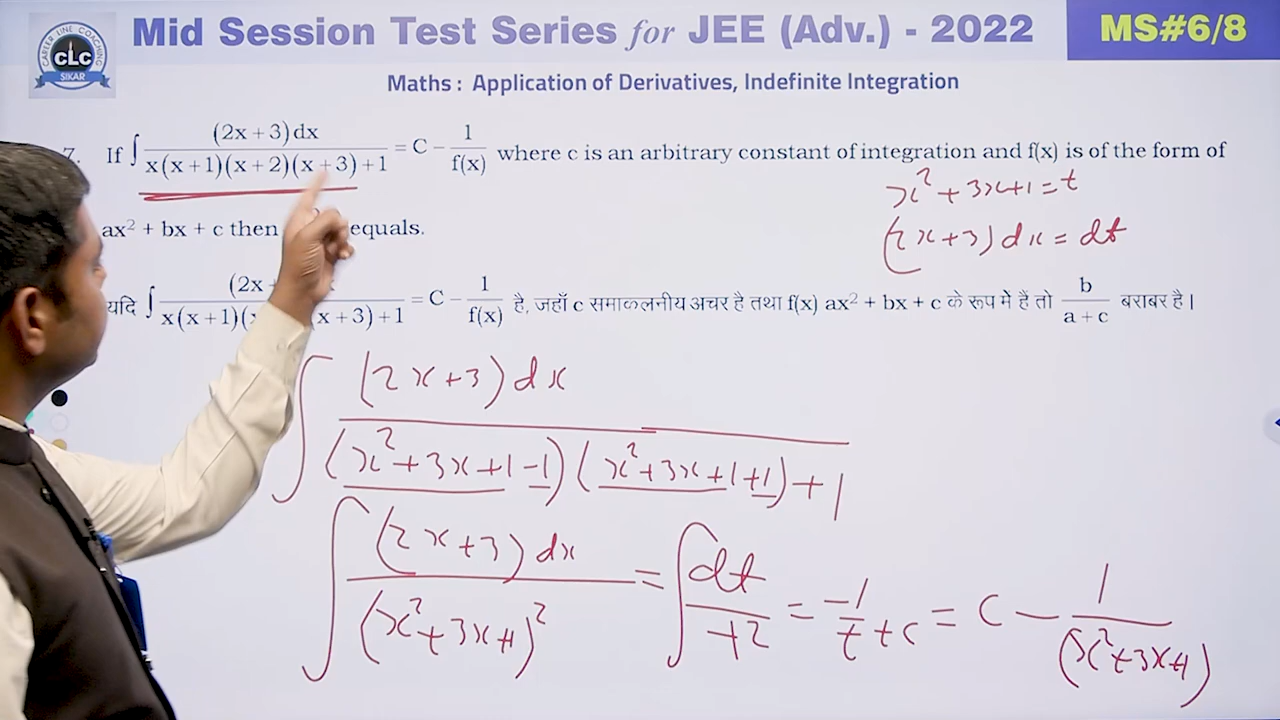 CAREER LINE COACHING
CLC
SIKAR
Mid Session Test Series for JEE (Adv.) - 2022
MS#6/8
Maths : Application of Derivatives, Indefinite Integration
7. If ∫ (2x+3)dx / x(x+1)(x+2)(x+3)+1 = C − 1/f(x) where c is an arbitrary constant of integration and f(x) is of the form of
x²+3x+1=t
ax² + bx + c then equals.
(2x+3)dx=dt
यदि ∫ (2x / x(x+1)(x x+3)+1 = C − 1/f(x) है, जहाँ c समाकलनीय अचर है तथा f(x) ax² + bx + c के रूप में हैं तो b/a+c बराबर है।
∫ (2x+3)dx / (x²+3x+1-1)(x²+3x+1+1)+1
∫ (2x+3)dx / (x²+3x+1)² = ∫ dt/t2 = -1/t +c = C − 1/(x²+3x+1)